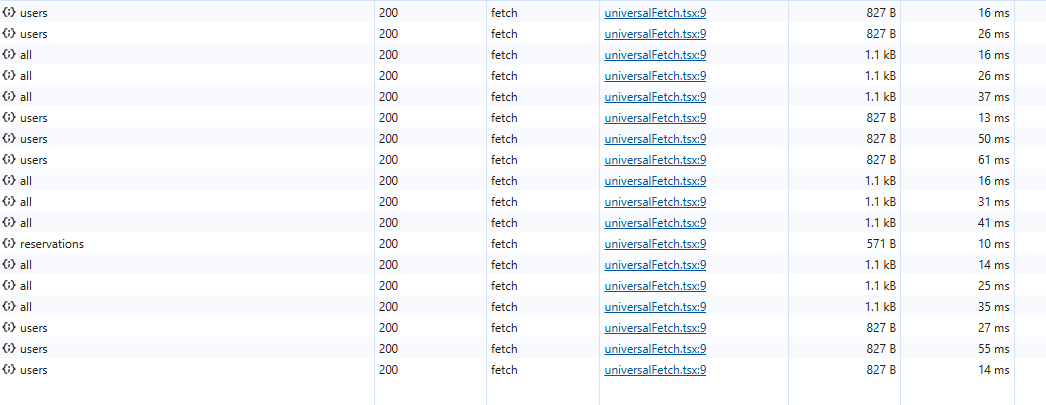 users 200 fetch universalFetch.tsx:9 827 B 16 ms
users 200 fetch universalFetch.tsx:9 827 B 26 ms
all 200 fetch universalFetch.tsx:9 1.1 kB 16 ms
all 200 fetch universalFetch.tsx:9 1.1 kB 26 ms
all 200 fetch universalFetch.tsx:9 1.1 kB 37 ms
users 200 fetch universalFetch.tsx:9 827 B 13 ms
users 200 fetch universalFetch.tsx:9 827 B 50 ms
users 200 fetch universalFetch.tsx:9 827 B 61 ms
all 200 fetch universalFetch.tsx:9 1.1 kB 16 ms
all 200 fetch universalFetch.tsx:9 1.1 kB 31 ms
all 200 fetch universalFetch.tsx:9 1.1 kB 41 ms
reservations 200 fetch universalFetch.tsx:9 571 B 10 ms
all 200 fetch universalFetch.tsx:9 1.1 kB 14 ms
all 200 fetch universalFetch.tsx:9 1.1 kB 25 ms
all 200 fetch universalFetch.tsx:9 1.1 kB 35 ms
users 200 fetch universalFetch.tsx:9 827 B 27 ms
users 200 fetch universalFetch.tsx:9 827 B 55 ms
users 200 fetch universalFetch.tsx:9 827 B 14 ms